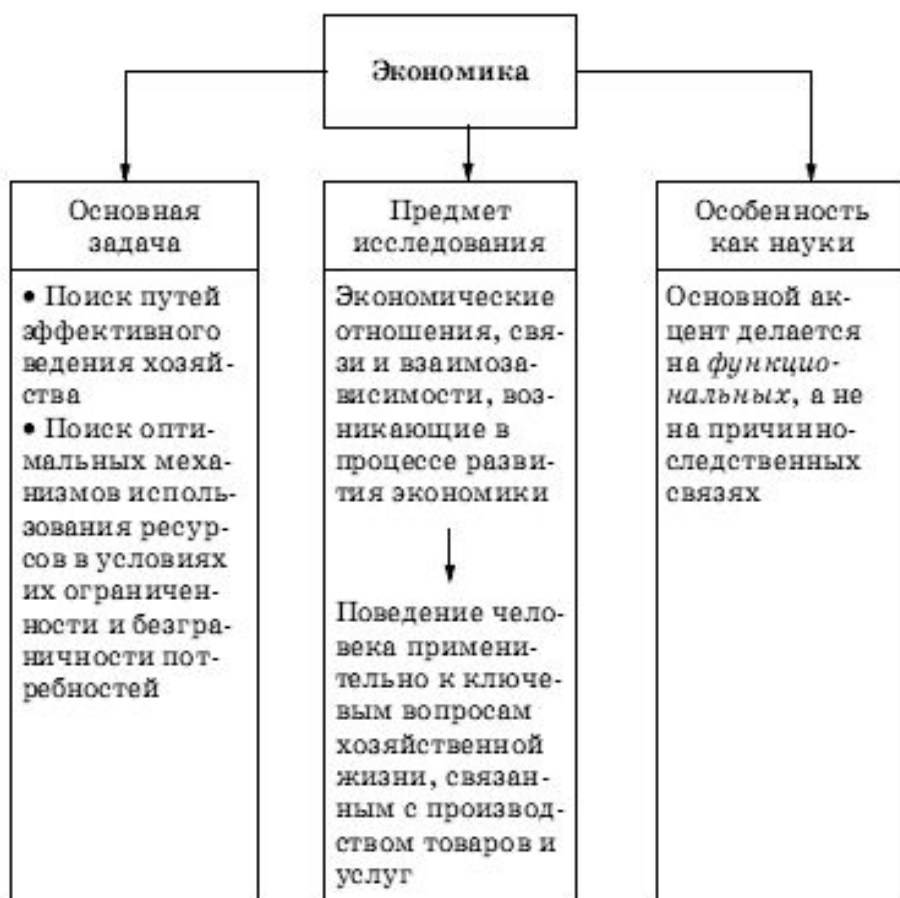 Экономика
Основная
задача
• Поиск путей
эффективного
ведения хозяй-
ства
• Поиск опти-
мальных меха-
низмов исполь-
зования ресур-
сов в условиях
их ограничен-
ности и безгра-
ничности пот-
ребностей
Предмет
исследования
Экономические
отношения, свя-
зи и взаимоза-
висимости, воз-
никающие в
процессе разви-
тия экономики
Поведение чело-
века примени-
тельно к ключе-
вым вопросам
хозяйственной
жизни, связан-
ным с производ-
ством товаров и
услуг
Особенность
как науки
Основной ак-
цент делается
на функцио-
нальных, а не
на причинно-
следственных
связях